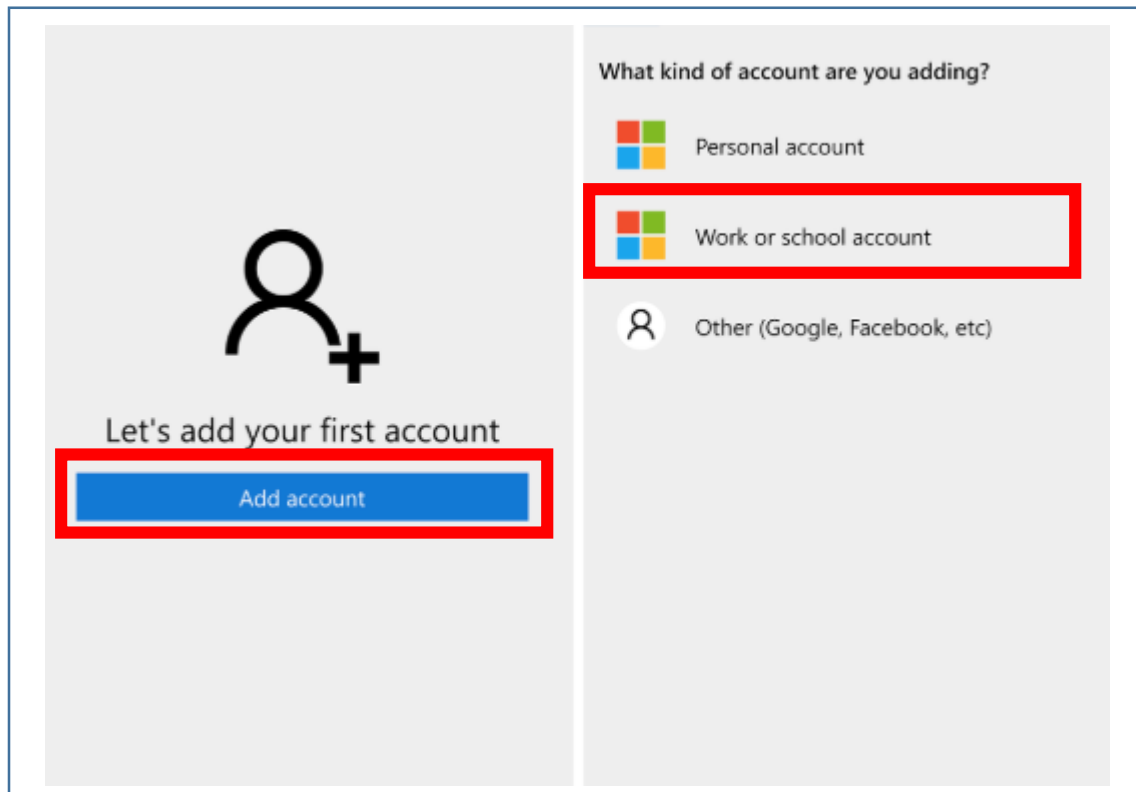 Let's add your first account
Add account
What kind of account are you adding?
Personal account
Work or school account
Other (Google, Facebook, etc)